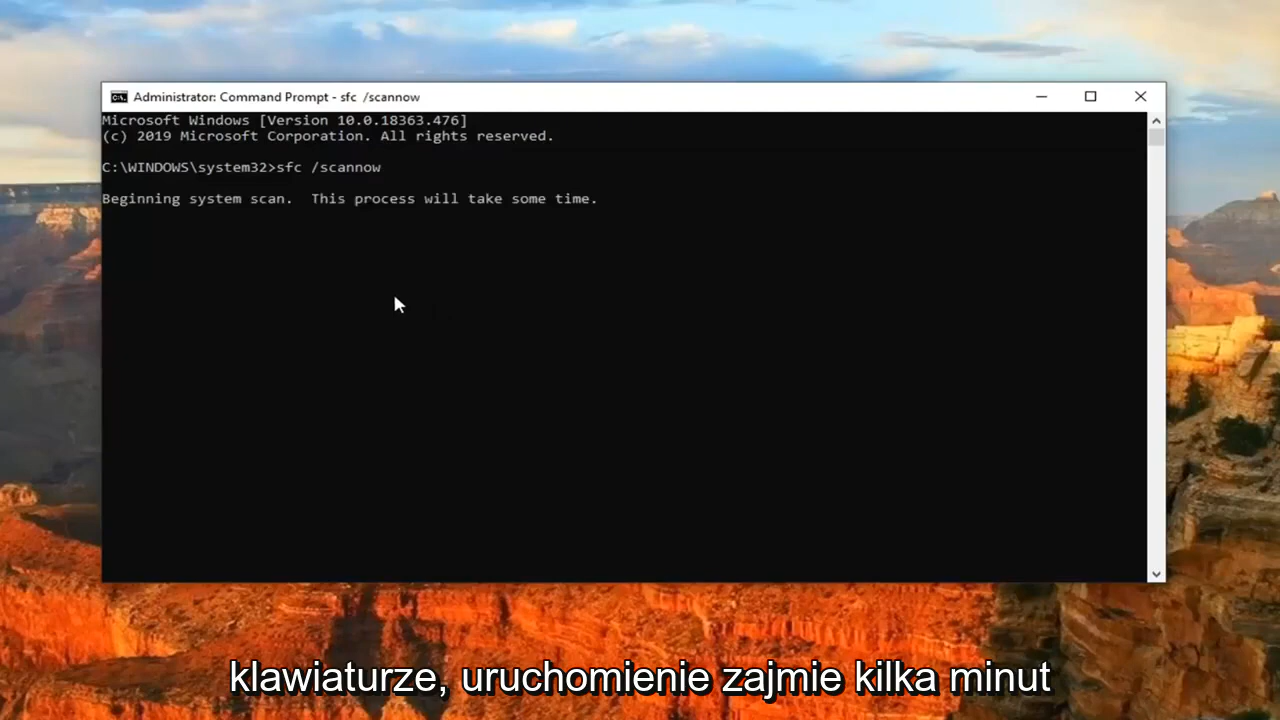 Administrator: Command Prompt - sfc /scannow
Microsoft Windows [Version 10.0.18363.476]
(c) 2019 Microsoft Corporation. All rights reserved.
C:\WINDOWS\system32>sfc /scannow
Beginning system scan.  This process will take some time.
klawiaturze, uruchomienie zajmie kilka minut